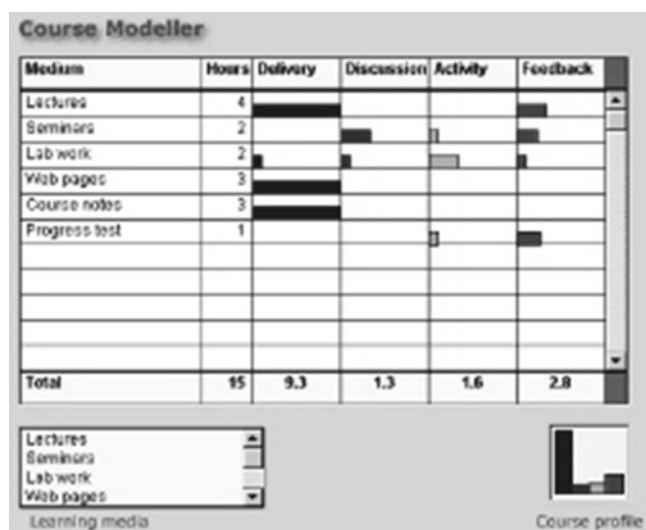 Course Modeller
Medium Hours Delivery Discussion Activity Feedback
Lectures 4
Seminars 2
Lab work 2
Web pages 3
Course notes 3
Progress test 1
Total 15 9.3 1.3 1.6 2.8
Lectures
Seminars
Lab work
Web pages
Learning media
Course profile